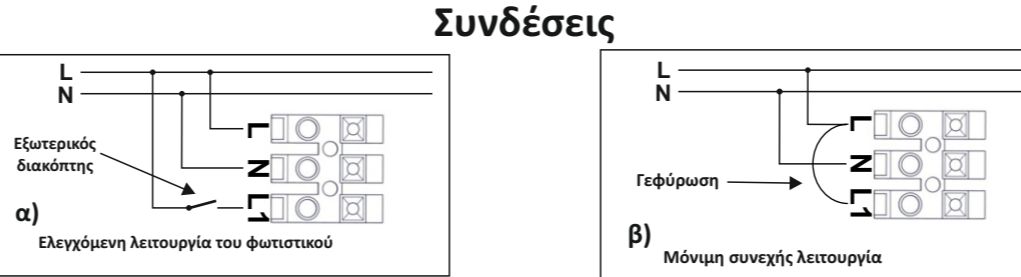 Συνδέσεις
L
N
L
N
L1
Εξωτερικός
διακόπτης
α)
Ελεγχόμενη λειτουργία του φωτιστικού
L
N
L
N
L1
Γεφύρωση
β)
Μόνιμη συνεχής λειτουργία